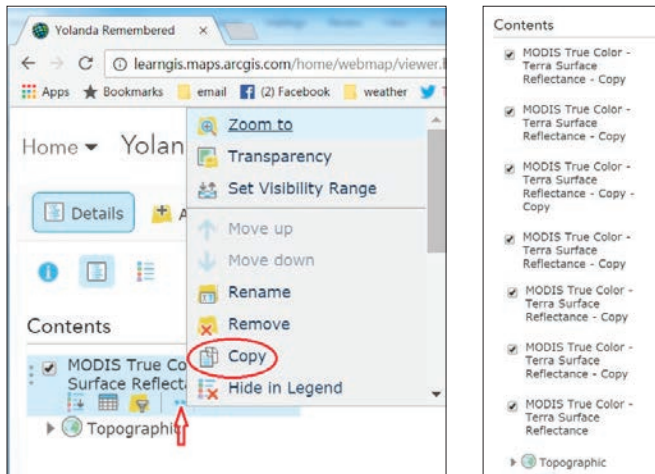 Yolanda Remembered
learngis.maps.arcgis.com/home/webmap/viewer.
Apps Bookmarks email (2) Facebook weather
Home Yolan
Zoom to
Transparency
Set Visibility Range
Move up
Move down
Rename
Remove
Copy
Hide in Legend
Details A
Contents
MODIS True Co
Surface Reflect
Topographic
Contents
MODIS True Color -
Terra Surface
Reflectance - Copy
MODIS True Color -
Terra Surface
Reflectance - Copy
MODIS True Color -
Terra Surface
Reflectance - Copy -
Copy
MODIS True Color -
Terra Surface
Reflectance - Copy
MODIS True Color -
Terra Surface
Reflectance - Copy
MODIS True Color -
Terra Surface
Reflectance - Copy
MODIS True Color -
Terra Surface
Reflectance
Topographic